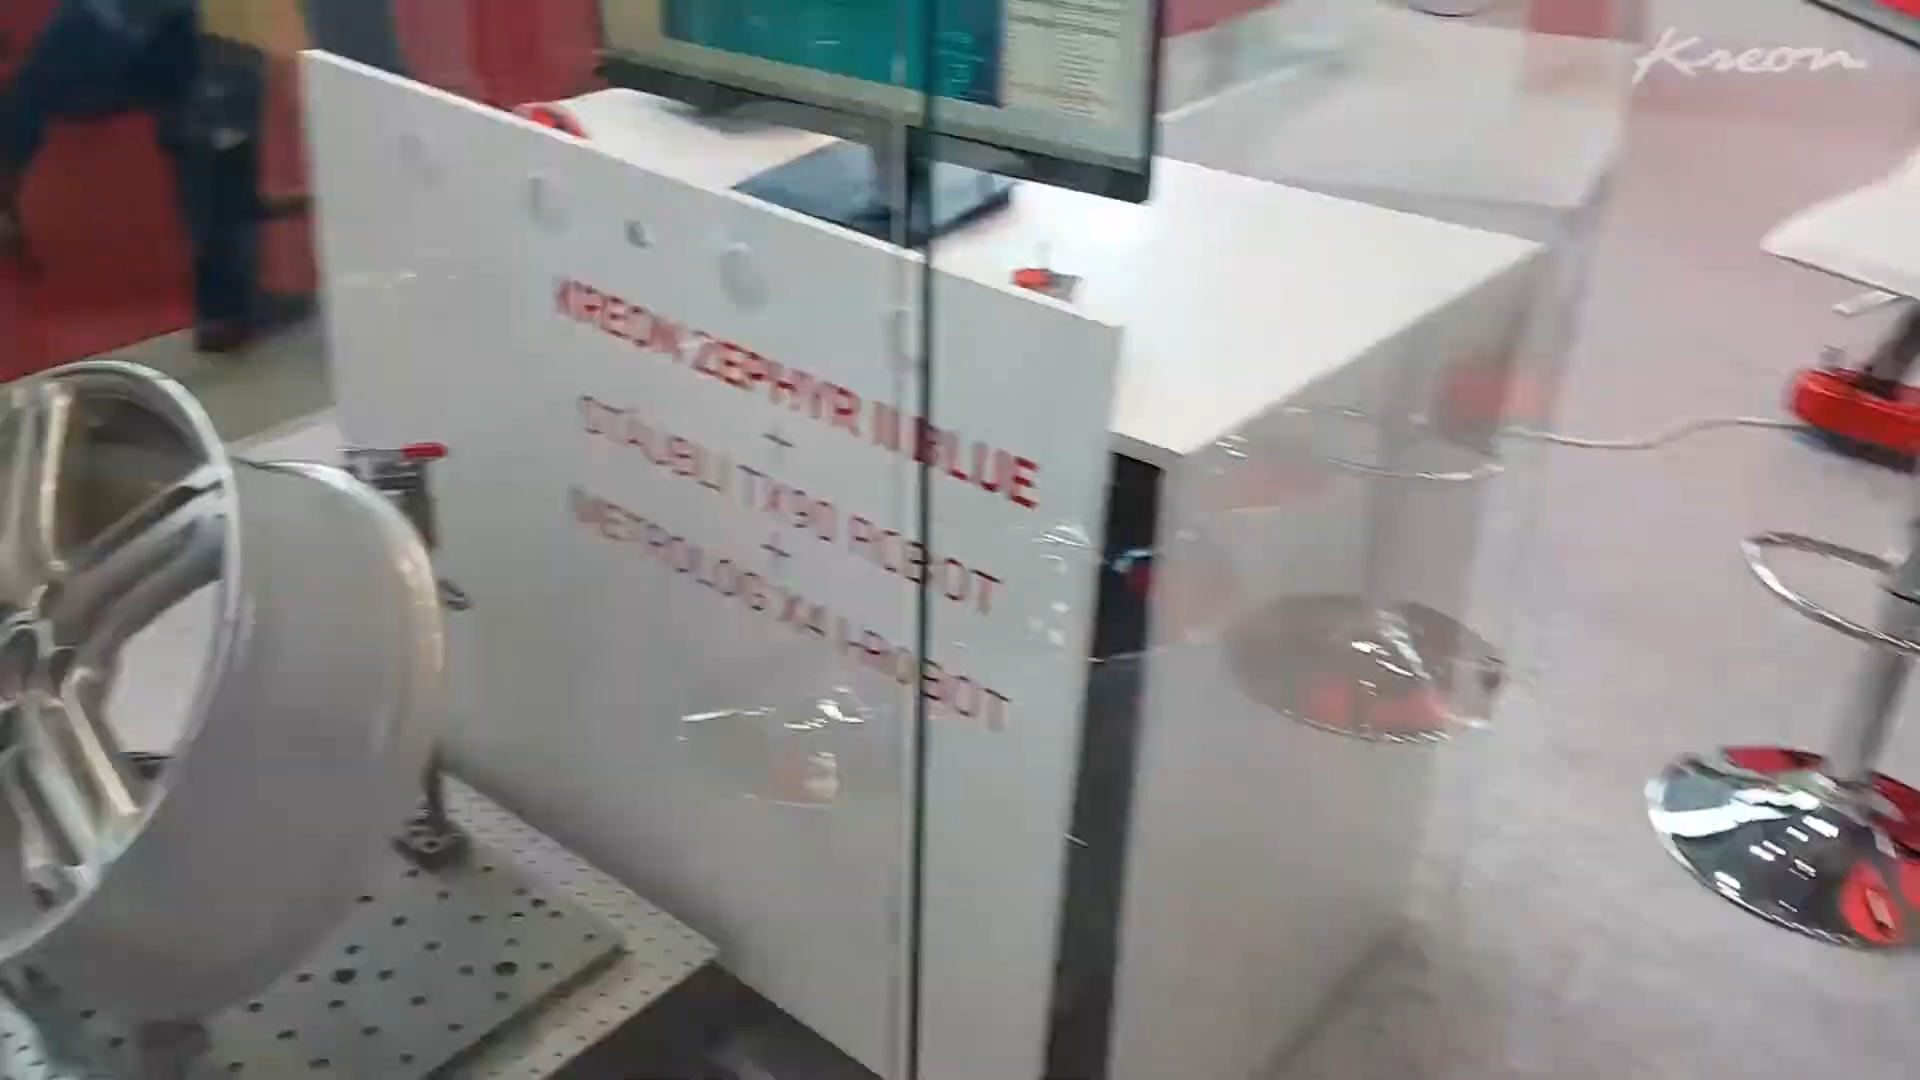 Kreon
KREON ZEPHYR III BLUE
+
STÄUBLI TX90 ROBOT
+
METROLOG X4 I-ROBOT